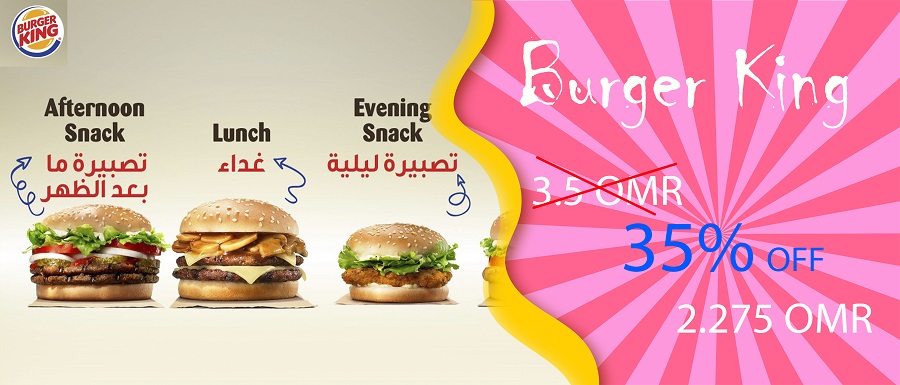 BURGER
KING
Afternoon
Snack
تصبيرة ما
بعد الظهر
Lunch
غداء
Evening
Snack
تصبيرة ليلية
Burger King
3.5 OMR
35% OFF
2.275 OMR